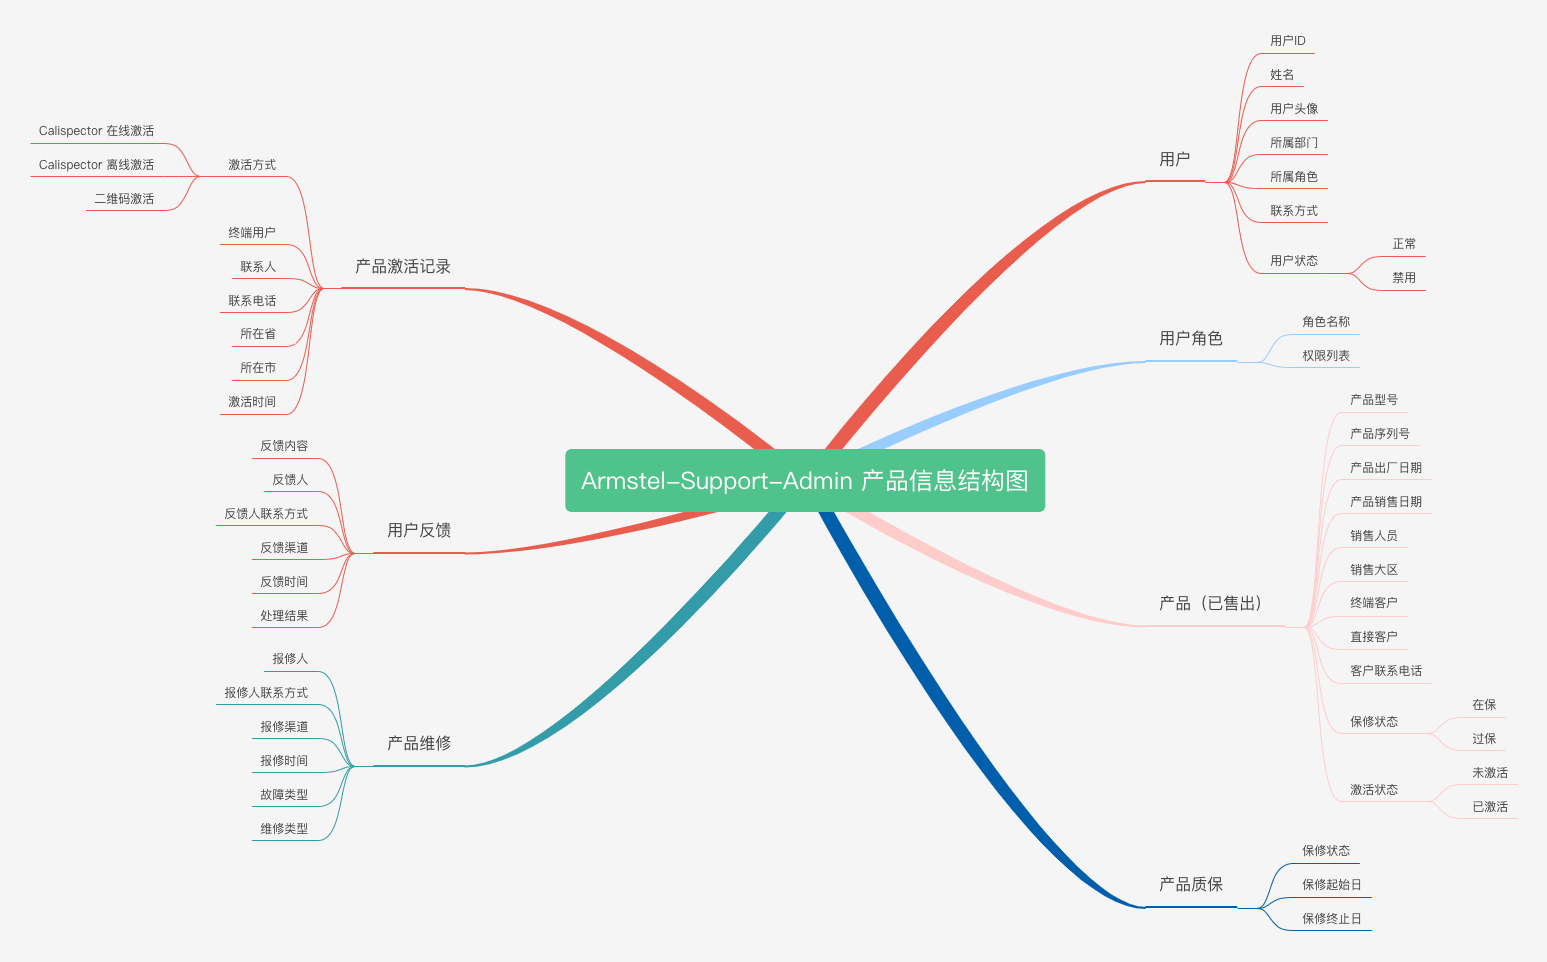 Armstel-Support-Admin 产品信息结构图
用户
用户ID
姓名
用户头像
所属部门
所属角色
联系方式
用户状态
正常
禁用
用户角色
角色名称
权限列表
产品（已售出）
产品型号
产品序列号
产品出厂日期
产品销售日期
销售人员
销售大区
终端客户
直接客户
客户联系电话
保修状态
在保
过保
激活状态
未激活
已激活
产品质保
保修状态
保修起始日
保修终止日
产品激活记录
激活方式
Calispector 在线激活
Calispector 离线激活
二维码激活
终端用户
联系人
联系电话
所在省
所在市
激活时间
用户反馈
反馈内容
反馈人
反馈人联系方式
反馈渠道
反馈时间
处理结果
产品维修
报修人
报修人联系方式
报修渠道
报修时间
故障类型
维修类型